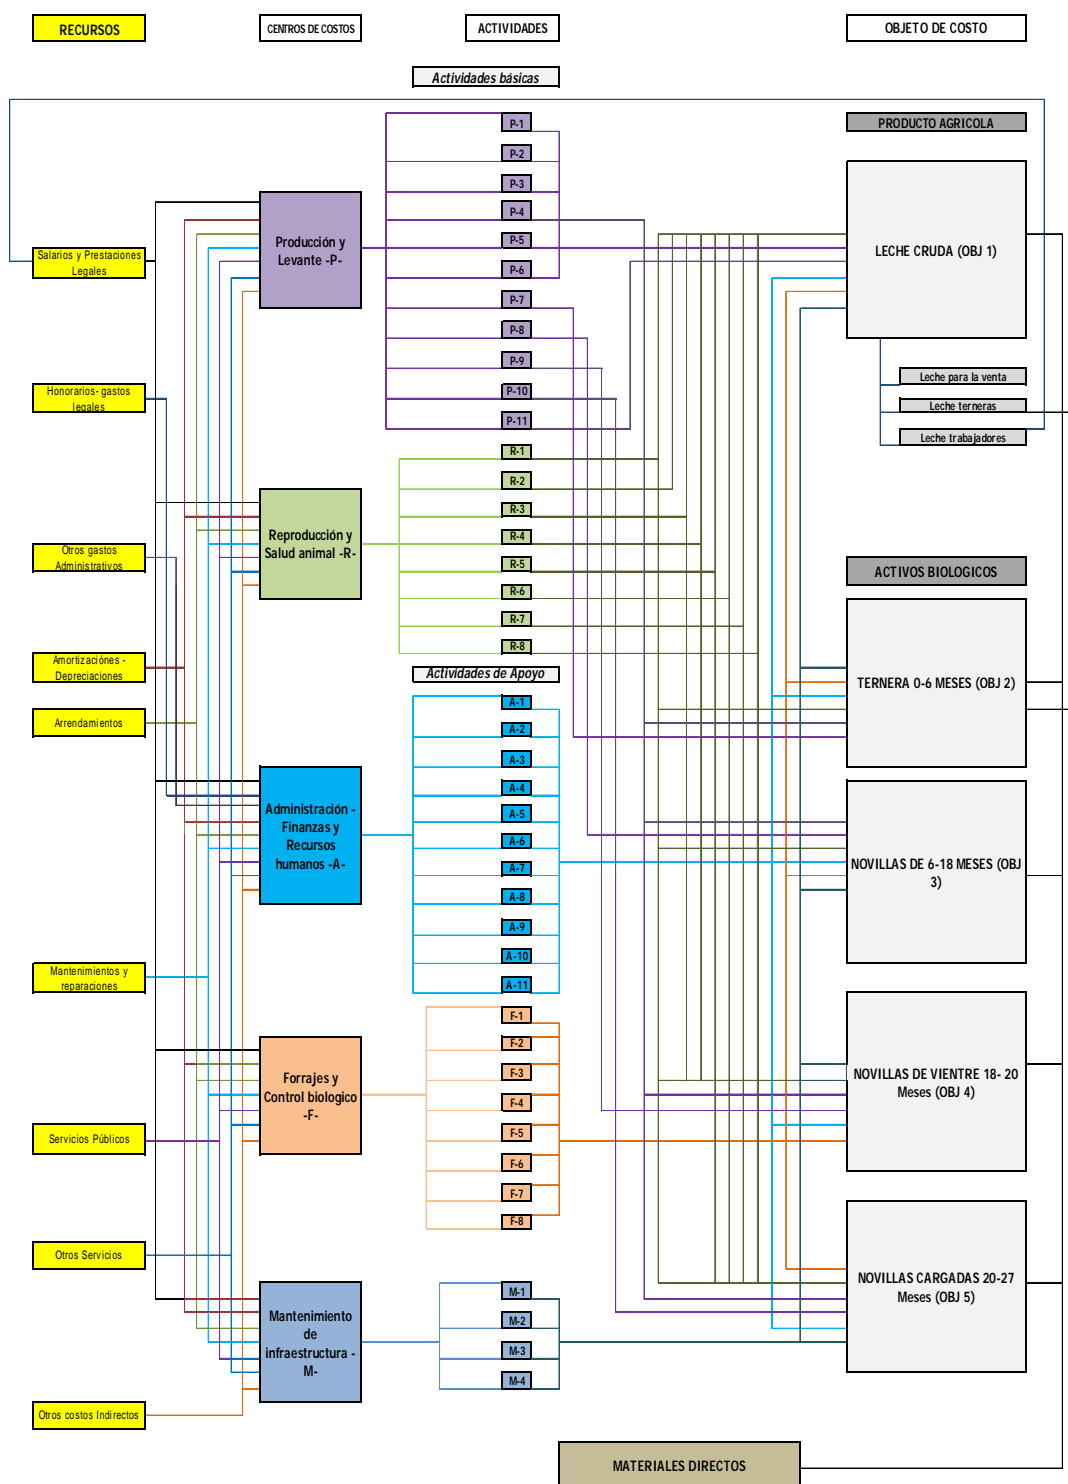 RECURSOS
CENTROS DE COSTOS
ACTIVIDADES
OBJETO DE COSTO
Actividades básicas
PRODUCTO AGRICOLA
P-1
P-2
P-3
P-4
P-5
P-6
P-7
P-8
P-9
P-10
P-11
Salarios y Prestaciones
Legales
Producción y
Levante -P-
LECHE CRUDA (OBJ 1)
Leche para la venta
Leche terneras
Leche trabajadores
Honorarios- gastos
legales
R-1
R-2
R-3
R-4
R-5
R-6
R-7
R-8
Reproducción y
Salud animal -R-
Otros gastos
Administrativos
ACTIVOS BIOLOGICOS
Amortizaciónes -
Depreciaciones
Actividades de Apoyo
TERNERA 0-6 MESES (OBJ 2)
Arrendamientos
A-1
A-2
A-3
A-4
A-5
A-6
A-7
A-8
A-9
A-10
A-11
Administración -
Finanzas y
Recursos
humanos -A-
NOVILLAS DE 6-18 MESES (OBJ
3)
Mantenimientos y
reparaciones
F-1
F-2
F-3
F-4
F-5
F-6
F-7
F-8
Forrajes y
Control biologico
-F-
NOVILLAS DE VIENTRE 18- 20
Meses (OBJ 4)
Servicios Públicos
Otros Servicios
M-1
M-2
M-3
M-4
Mantenimiento
de
infraestructura -
M-
NOVILLAS CARGADAS 20-27
Meses (OBJ 5)
Otros costos Indirectos
MATERIALES DIRECTOS